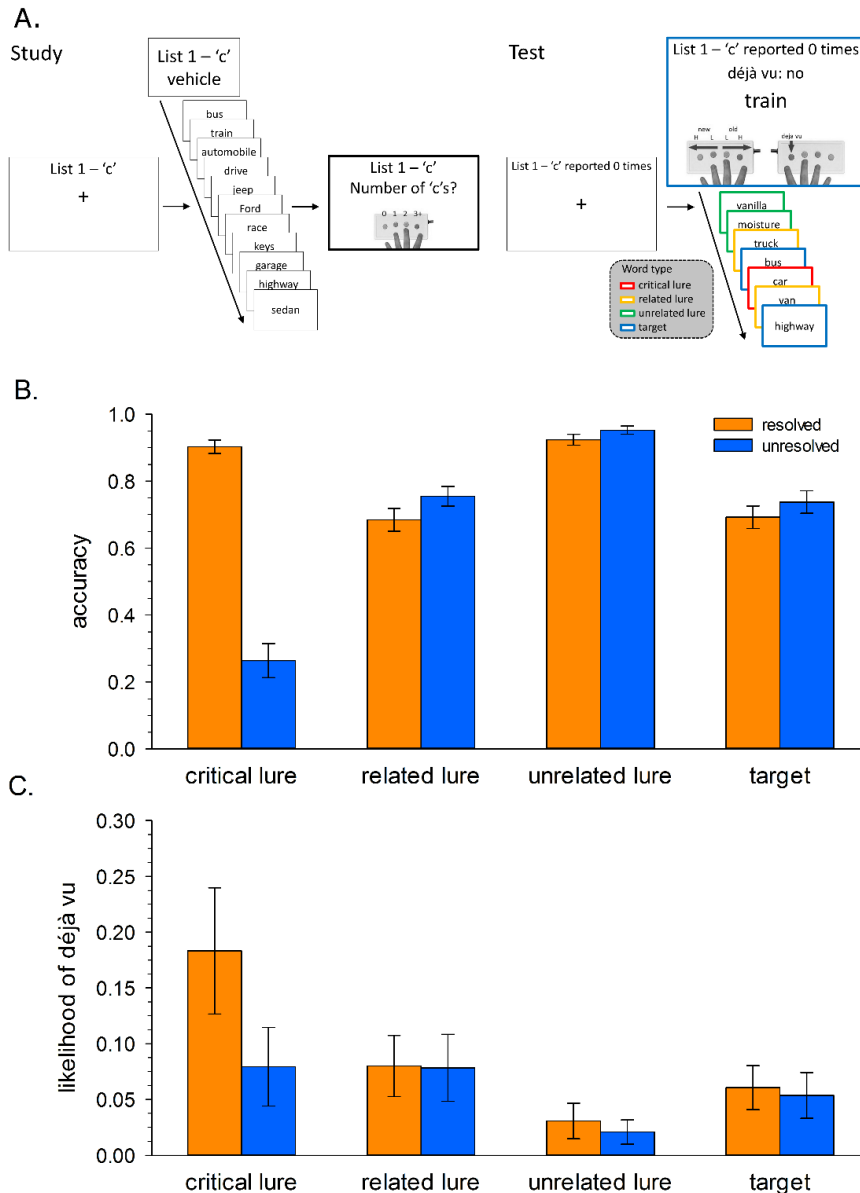 A.
Study
List 1 – 'c'
vehicle
bus
train
automobile
drive
jeep
Ford
race
keys
garage
highway
sedan
List 1 – 'c'
+
List 1 – 'c'
Number of 'c's?
0 1 2 3+
Test
List 1 – 'c' reported 0 times
+
List 1 – 'c' reported 0 times
déjà vu: no
train
new old
H L L H
deja vu
vanilla
moisture
truck
bus
car
van
highway
Word type
critical lure
related lure
unrelated lure
target
B.
accuracy
1.0
0.8
0.6
0.4
0.2
0.0
resolved
unresolved
critical lure related lure unrelated lure target
C.
likelihood of déjà vu
0.30
0.25
0.20
0.15
0.10
0.05
0.00
critical lure related lure unrelated lure target